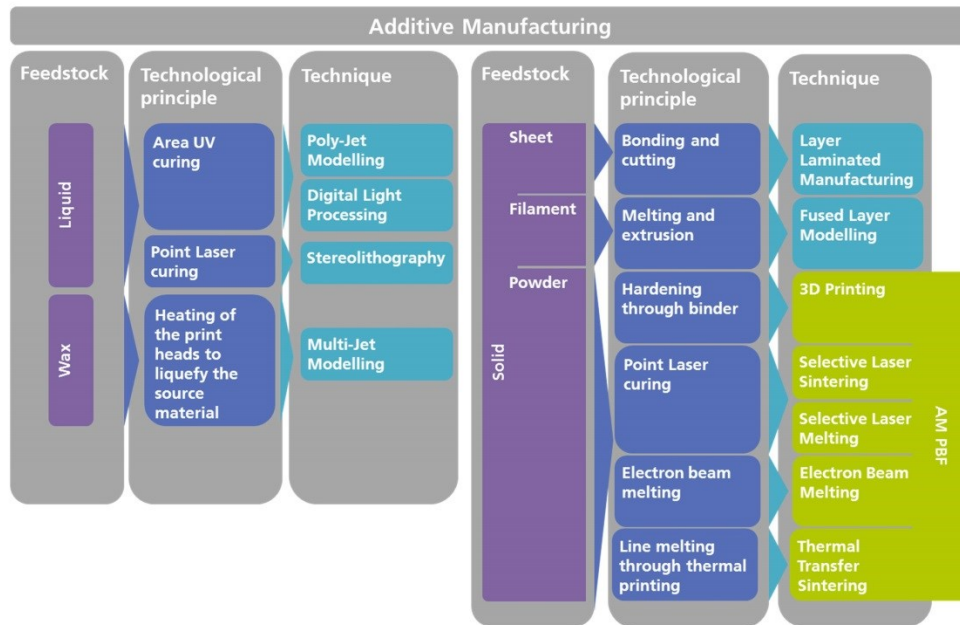 Additive Manufacturing
Feedstock
Technological
principle
Technique
Liquid
Area UV
curing
Poly-Jet
Modelling
Digital Light
Processing
Point Laser
curing
Stereolithography
Wax
Heating of
the print
heads to
liquefy the
source
material
Multi-Jet
Modelling
Feedstock
Technological
principle
Technique
Solid
Sheet
Bonding and
cutting
Layer
Laminated
Manufacturing
Filament
Melting and
extrusion
Fused Layer
Modelling
Powder
Hardening
through binder
3D Printing
Point Laser
curing
Selective Laser
Sintering
Selective Laser
Melting
Electron beam
melting
Electron Beam
Melting
Line melting
through thermal
printing
Thermal
Transfer
Sintering
AM PBF